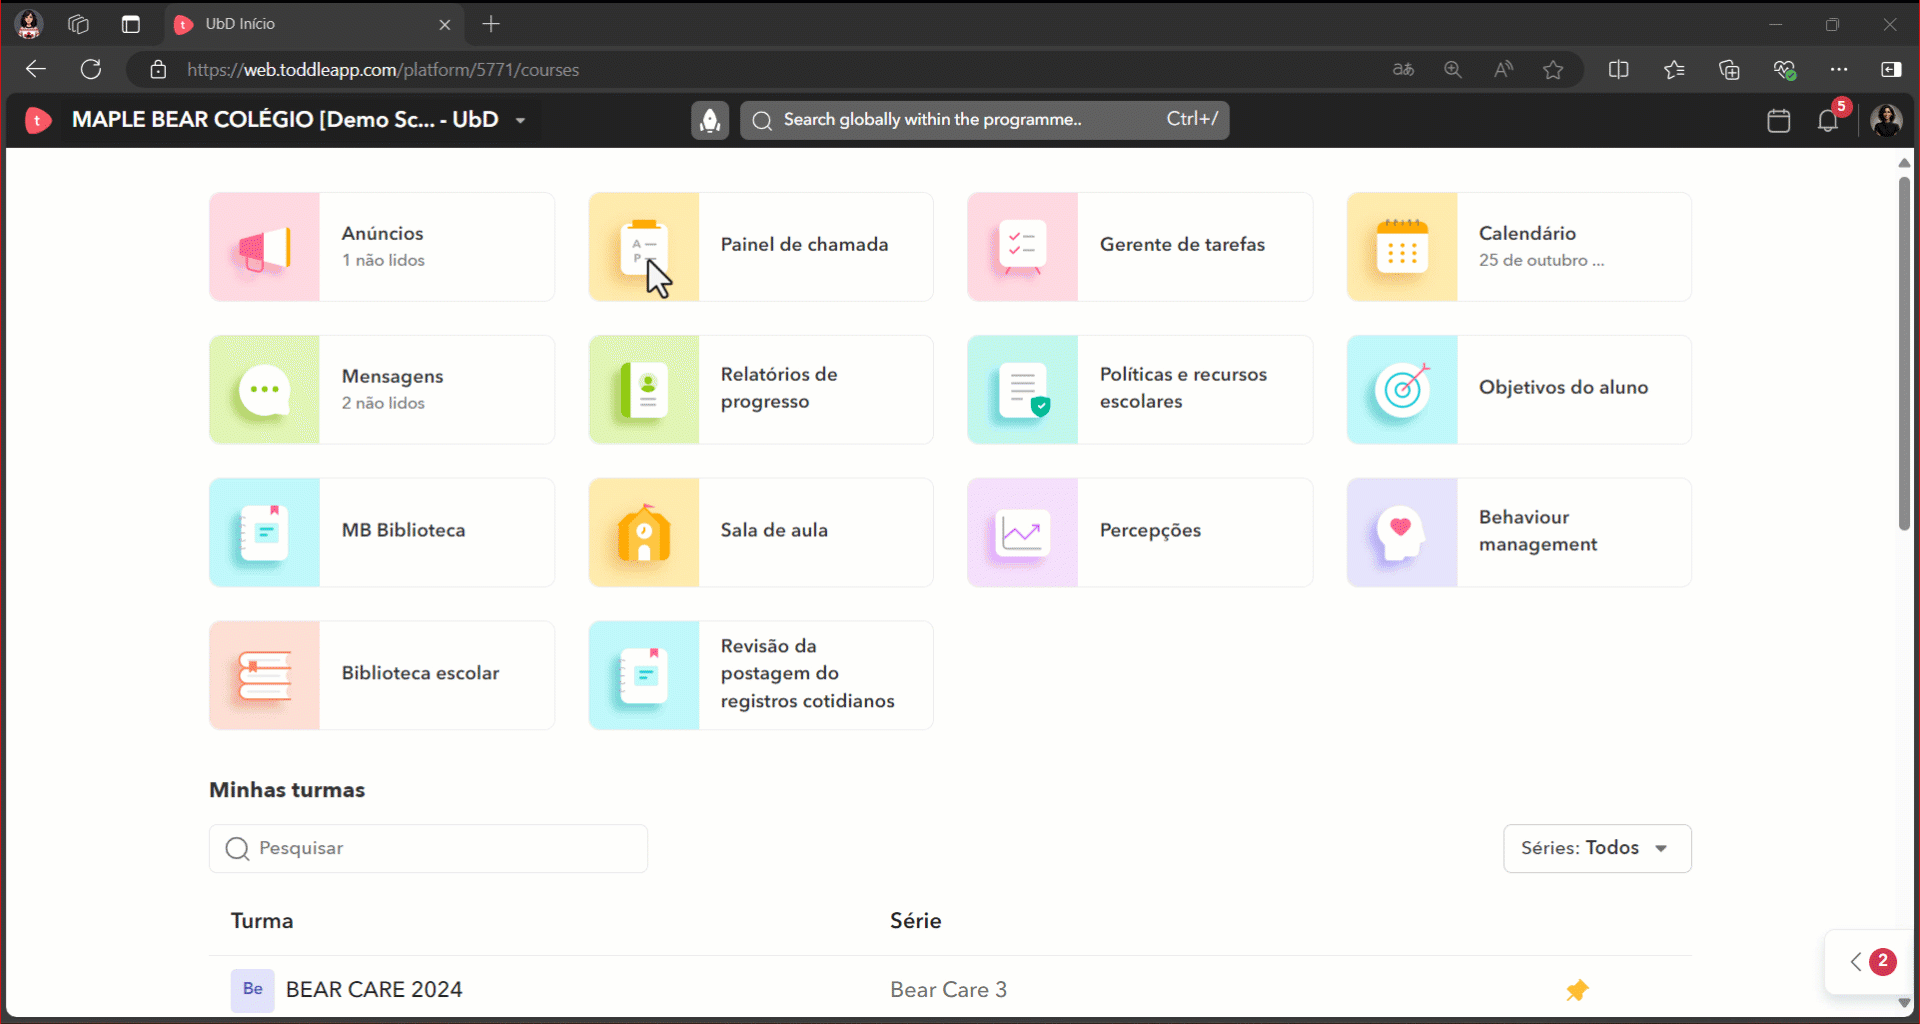 UbD Início
https://web.toddleapp.com/platform/5771/courses
MAPLE BEAR COLÉGIO [Demo Sc... - UbD
Search globally within the programme..
Ctrl+/
5
Anúncios
1 não lidos
A
P
Painel de chamada
Gerente de tarefas
Calendário
25 de outubro ...
Mensagens
2 não lidos
Relatórios de
progresso
Políticas e recursos
escolares
Objetivos do aluno
MB Biblioteca
Sala de aula
Percepções
Behaviour
management
Biblioteca escolar
Revisão da
postagem do
registros cotidianos
Minhas turmas
Pesquisar
Séries: Todos
Turma
Série
Be
BEAR CARE 2024
Bear Care 3
2